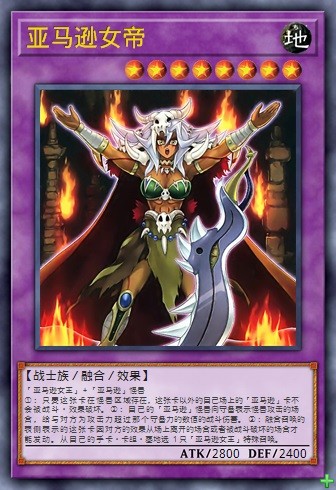 亚马逊女帝
地
【战士族／融合／效果】
「亚马逊女王」+「亚马逊」怪兽
①：只要这张卡在怪兽区域存在，这张卡以外的自己场上的「亚马逊」卡不
会被战斗·效果破坏。②：自己的「亚马逊」怪兽向守备表示怪兽攻击的场
合，给与对方为攻击力超过那个守备力的数值的战斗伤害。③：融合召唤的
表侧表示的这张卡因对方的效果从场上离开的场合或者被战斗破坏的场合才
能发动。从自己的手卡·卡组·墓地选1只「亚马逊女王」特殊召唤。
ATK/2800 DEF/2400